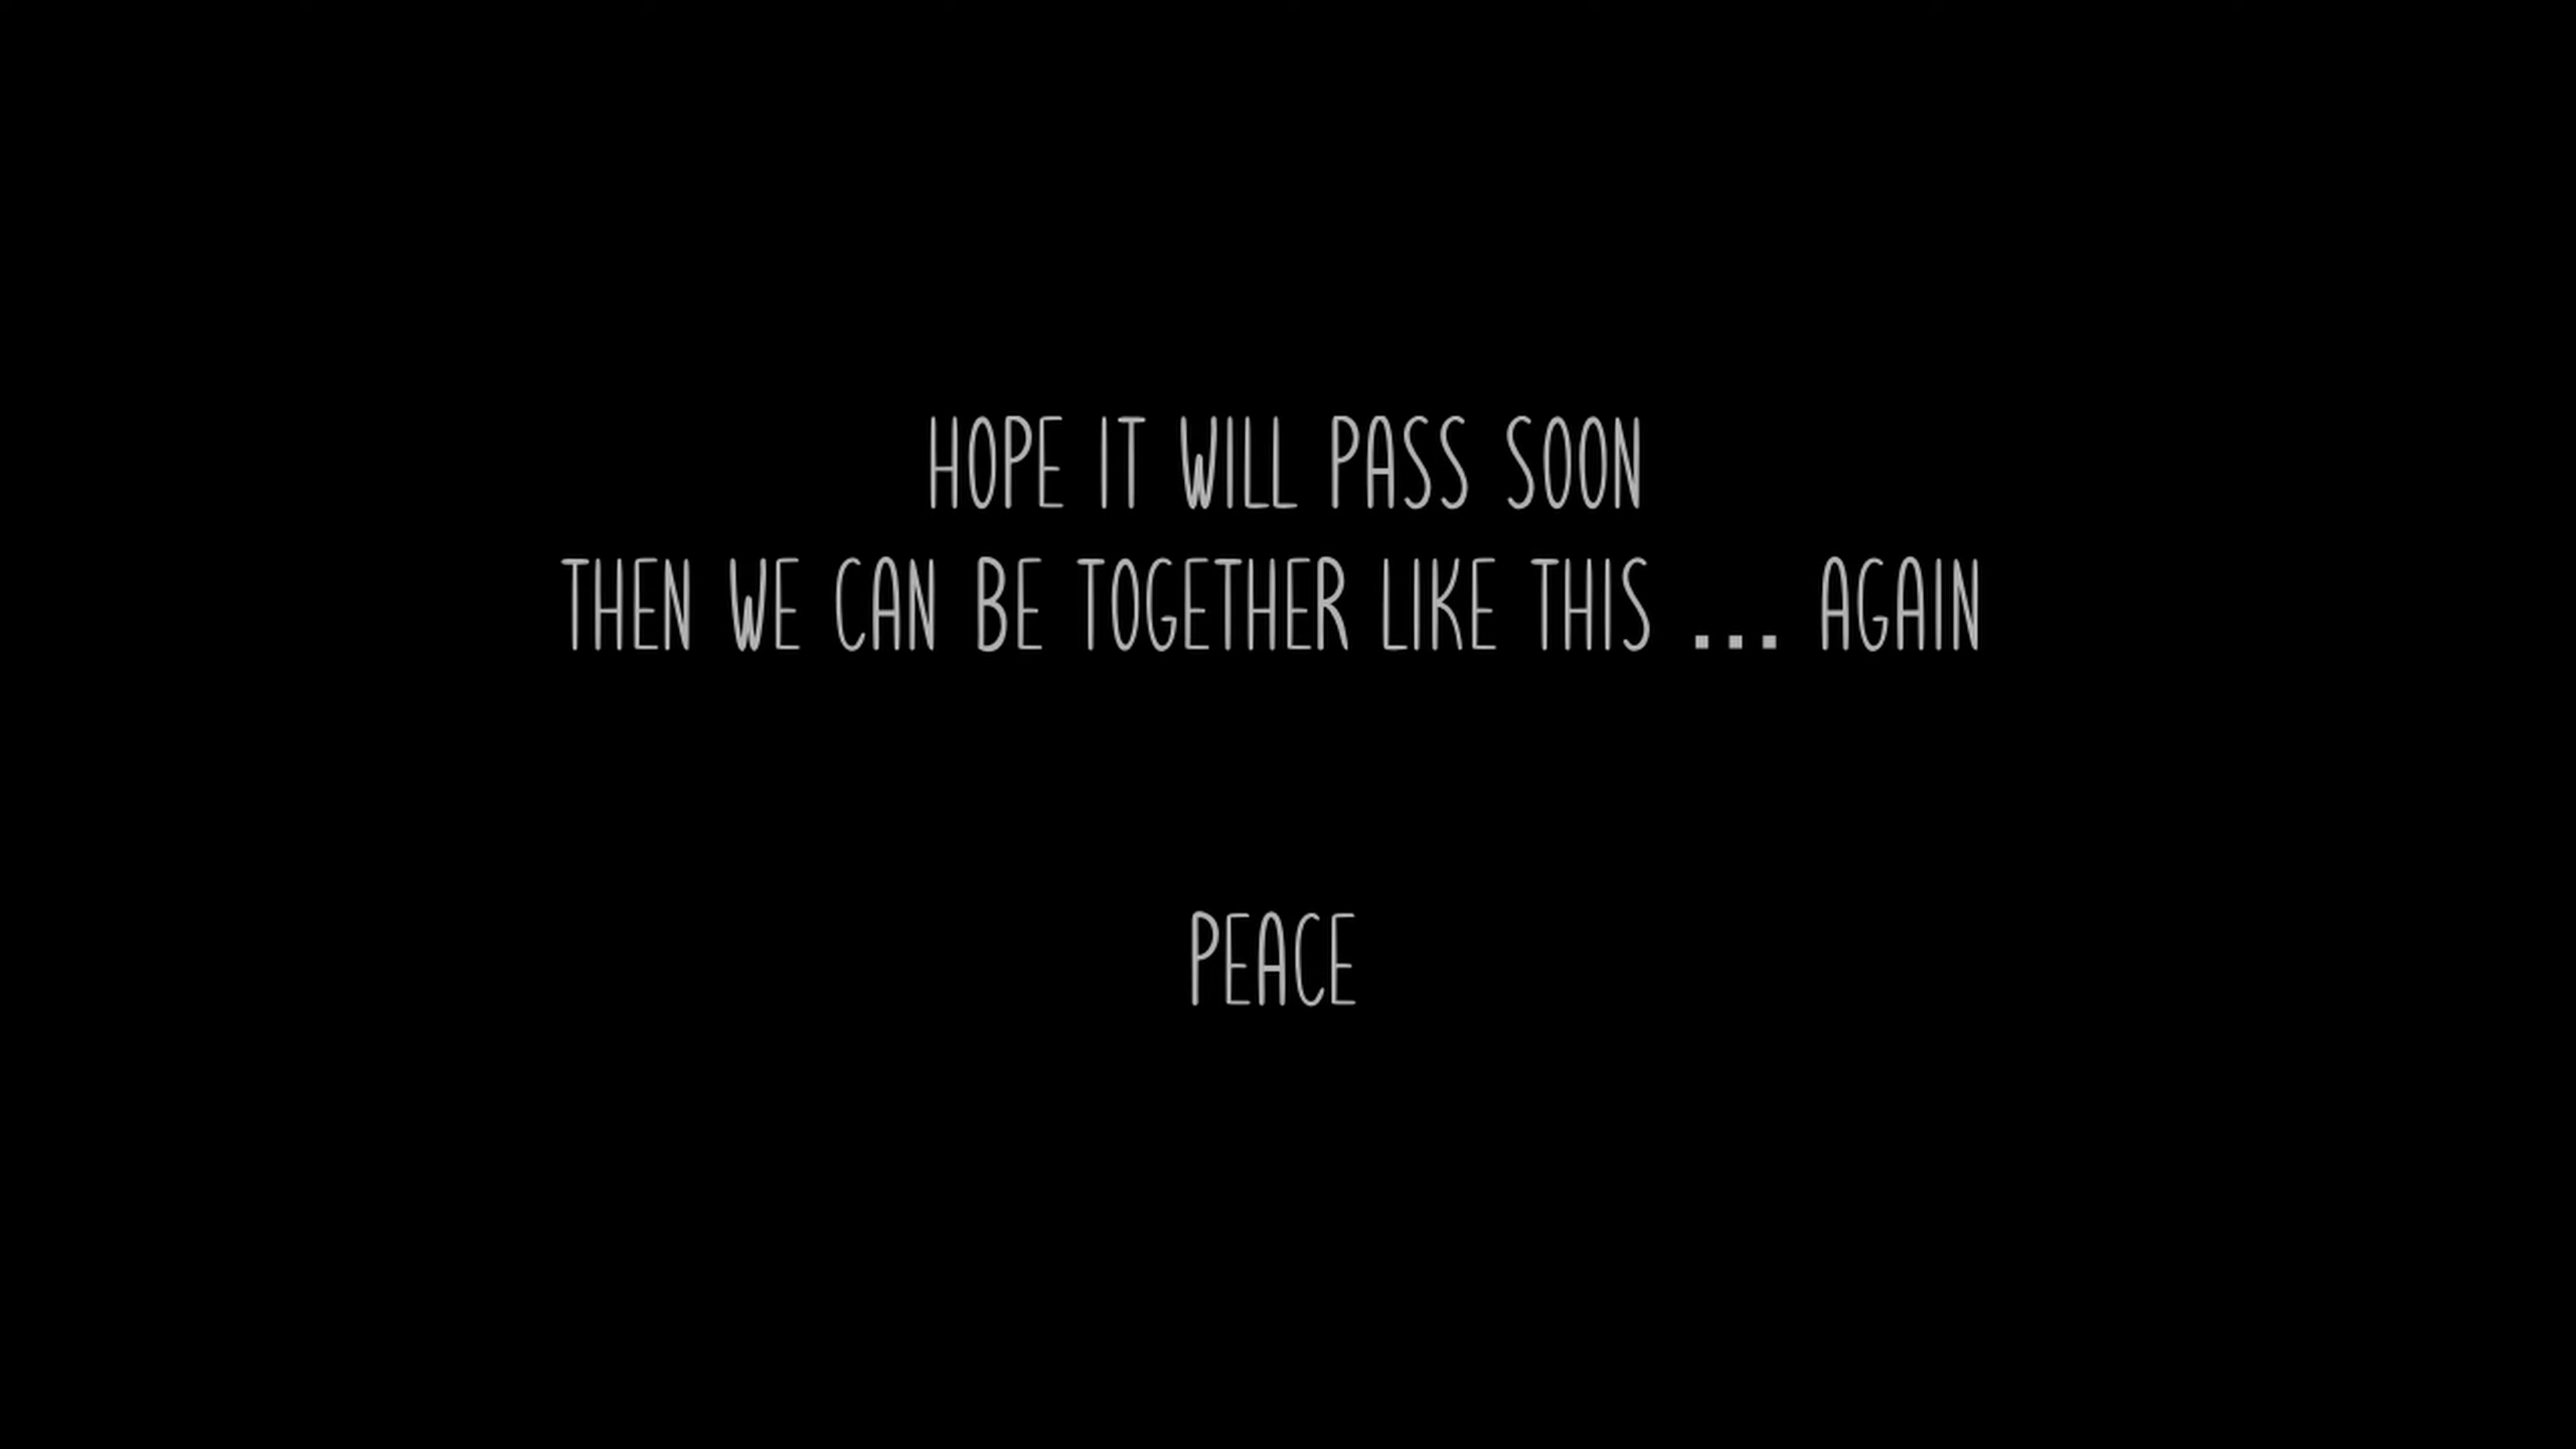 HOPE IT WILL PASS SOON
THEN WE CAN BE TOGETHER LIKE THIS ... AGAIN
PEACE